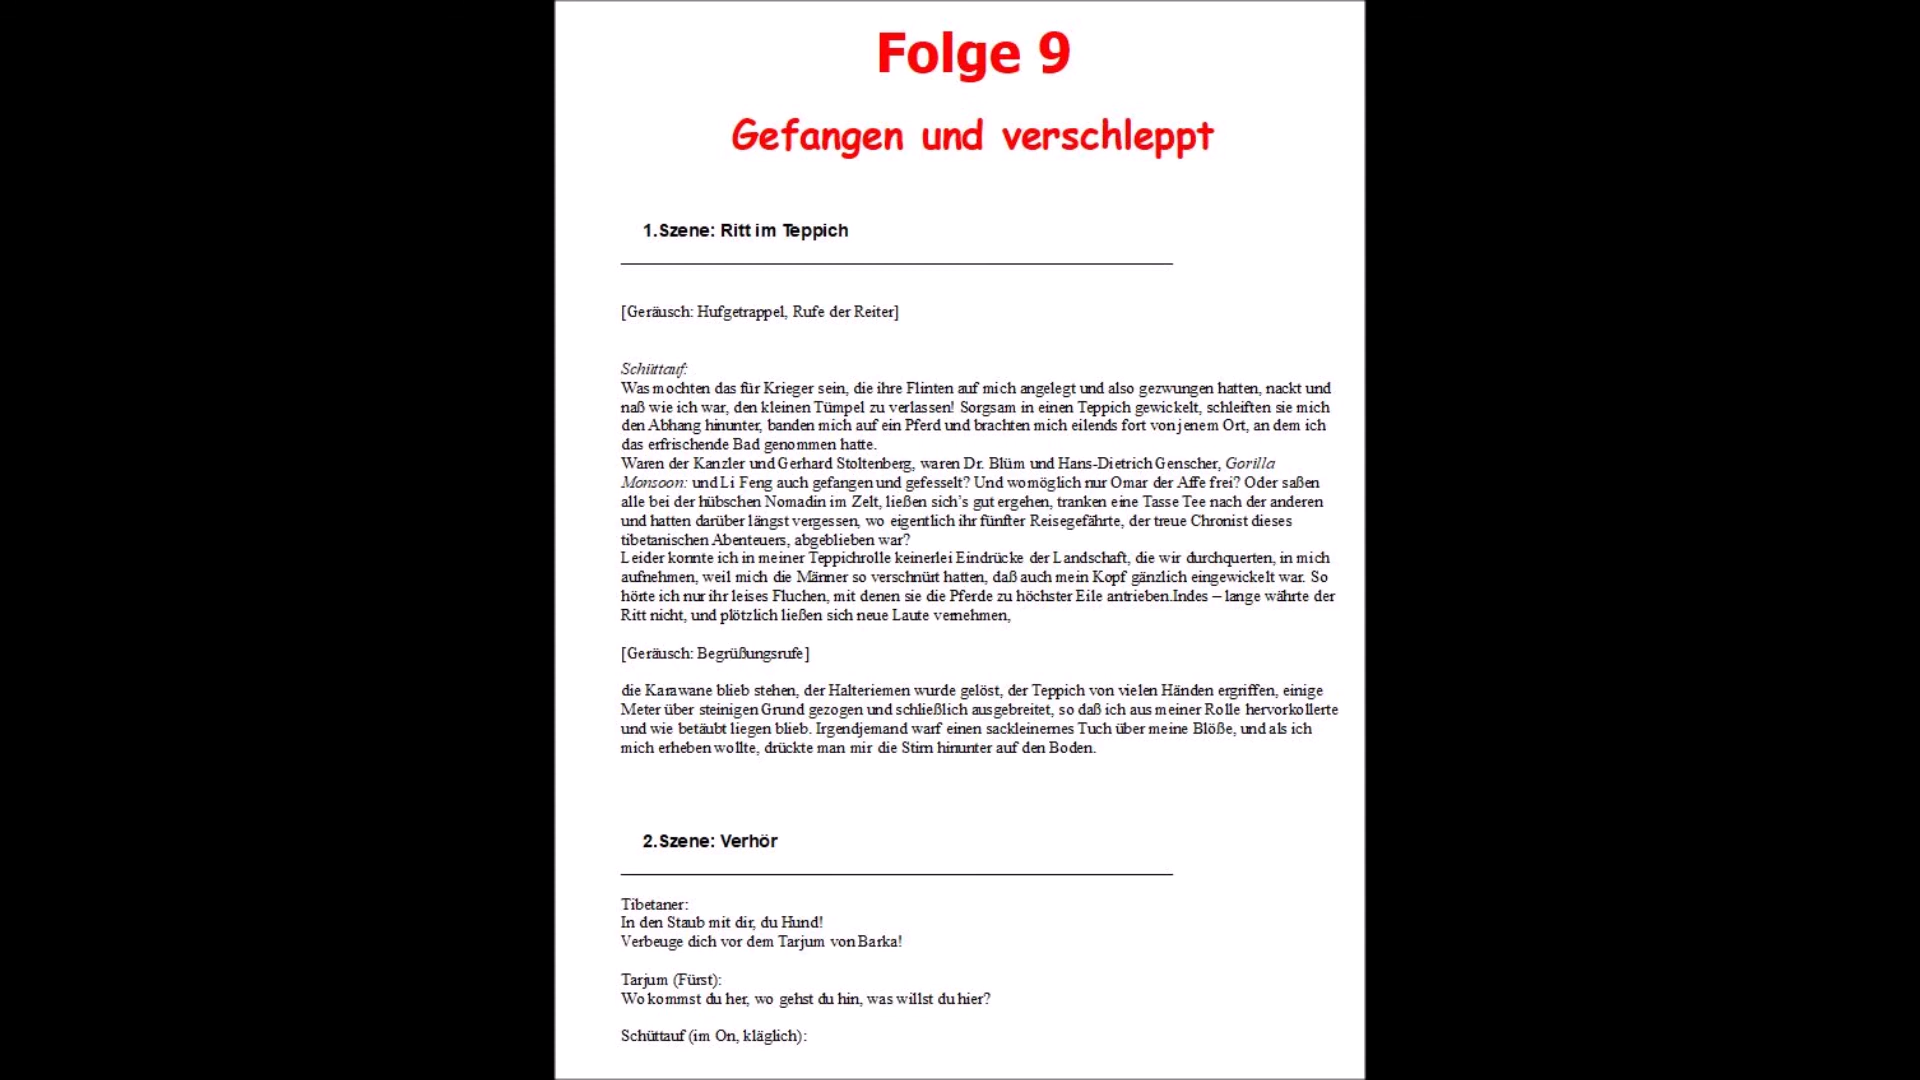 Folge 9
Gefangen und verschleppt
1.Szene: Ritt im Teppich
[Geräusch: Hufgetrappel, Rufe der Reiter]
Schüttauf:
Was mochten das für Krieger sein, die ihre Flinten auf mich angelegt und also gezwungen hatten, nackt und
naß wie ich war, den kleinen Tümpel zu verlassen! Sorgsam in einen Teppich gewickelt, schleiften sie mich
den Abhang hinunter, banden mich auf ein Pferd und brachten mich eilends fort von jenem Ort, an dem ich
das erfrischende Bad genommen hatte.
Waren der Kanzler und Gerhard Stoltenberg, waren Dr. Blüm und Hans-Dietrich Genscher, Gorilla
Monsoon: und Li Feng auch gefangen und gefesselt? Und womöglich nur Omar der Affe frei? Oder saßen
alle bei der hübschen Nomadin im Zelt, ließen sich's gut ergehen, tranken eine Tasse Tee nach der anderen
und hatten darüber längst vergessen, wo eigentlich ihr fünfter Reisegefährte, der treue Chronist dieses
tibetanischen Abenteuers, abgeblieben war?
Leider konnte ich in meiner Teppichrolle keinerlei Eindrücke der Landschaft, die wir durchquerten, in mich
aufnehmen, weil mich die Männer so verschnürt hatten, daß auch mein Kopf gänzlich eingewickelt war. So
hörte ich nur ihr leises Fluchen, mit denen sie die Pferde zu höchster Eile antrieben.Indes – lange währte der
Ritt nicht, und plötzlich ließen sich neue Laute vernehmen,
[Geräusch: Begrüßungsrufe]
die Karawane blieb stehen, der Halteriemen wurde gelöst, der Teppich von vielen Händen ergriffen, einige
Meter über steinigen Grund gezogen und schließlich ausgebreitet, so daß ich aus meiner Rolle hervorkollerte
und wie betäubt liegen blieb. Irgendjemand warf einen sackleinernes Tuch über meine Blöße, und als ich
mich erheben wollte, drückte man mir die Stirn hinunter auf den Boden.
2.Szene: Verhör
Tibetaner:
In den Staub mit dir, du Hund!
Verbeuge dich vor dem Tarjum von Barka!
Tarjum (Fürst):
Wo kommst du her, wo gehst du hin, was willst du hier?
Schüttauf (im On, kläglich):